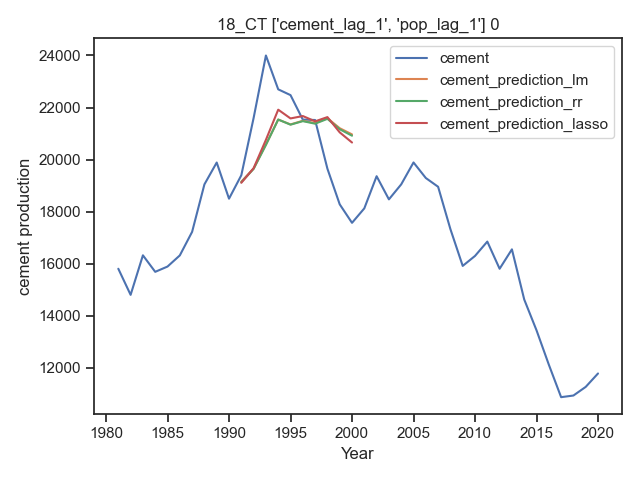 18_CT ['cement_lag_1', 'pop_lag_1'] 0
cement
cement_prediction_lm
cement_prediction_rr
cement_prediction_lasso
cement production
24000
22000
20000
18000
16000
14000
12000
1980 1985 1990 1995 2000 2005 2010 2015 2020
Year